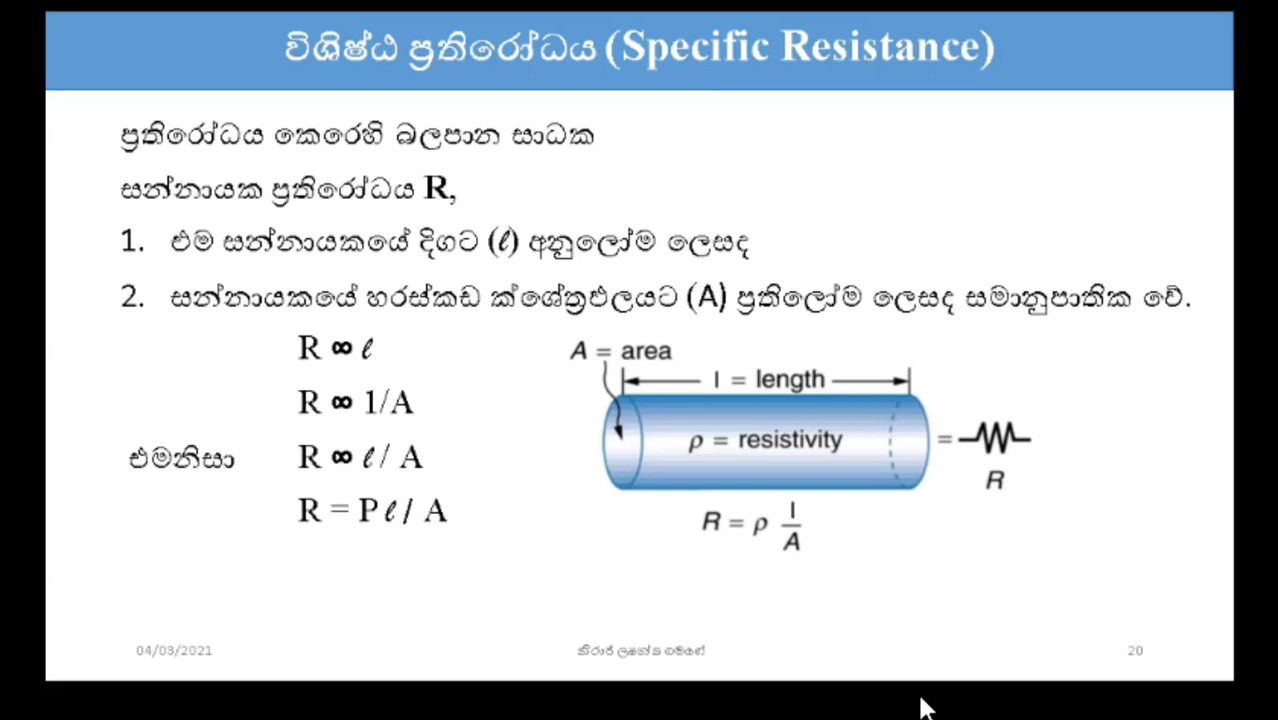 විශිෂ්ඨ ප්‍රතිරෝධය (Specific Resistance)
ප්‍රතිරෝධය කෙරෙහි බලපාන සාධක
සන්නායක ප්‍රතිරෝධය R,
1. එම සන්නායකයේ දිගට (ℓ) අනුලෝම ලෙසද
2. සන්නායකයේ හරස්කඩ ක්ශේත්‍රඵලයට (A) ප්‍රතිලෝම ලෙසද සමානුපාතික වේ.
R ∞ ℓ
R ∞ 1/A
එමනිසා R ∞ ℓ / A
R = P ℓ / A
A = area
l = length
ρ = resistivity
= R
R = ρ l/A
04/03/2021
20